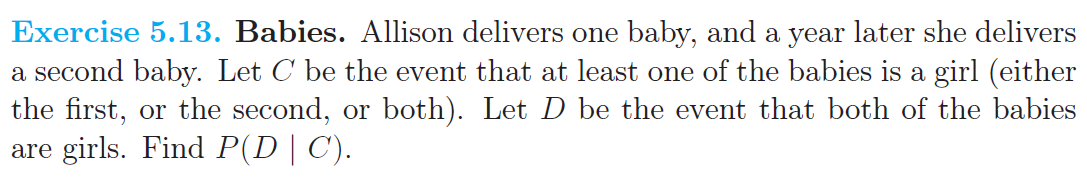 Exercise 5.13. Babies. Allison delivers one baby, and a year later she delivers
a second baby. Let C be the event that at least one of the babies is a girl (either
the first, or the second, or both). Let D be the event that both of the babies
are girls. Find P(D | C).